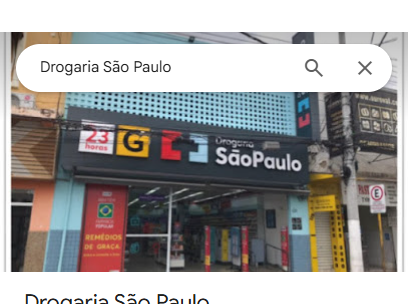 Drogaria São Paulo
23
horas
G
Drogaria
SãoPaulo
E
REMÉDIOS
DE GRAÇA
Drogaria São Paulo